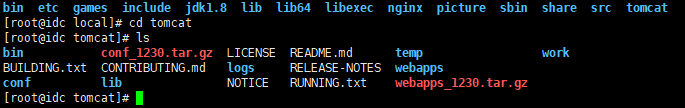 bin  etc  games  include  jdk1.8  lib  lib64  libexec  nginx  picture  sbin  share  src  tomcat
[root@idc local]# cd tomcat
[root@idc tomcat]# ls
bin           conf_1230.tar.gz  LICENSE  README.md      temp                 work
BUILDING.txt  CONTRIBUTING.md   logs     RELEASE-NOTES  webapps
conf          lib               NOTICE   RUNNING.txt    webapps_1230.tar.gz
[root@idc tomcat]#